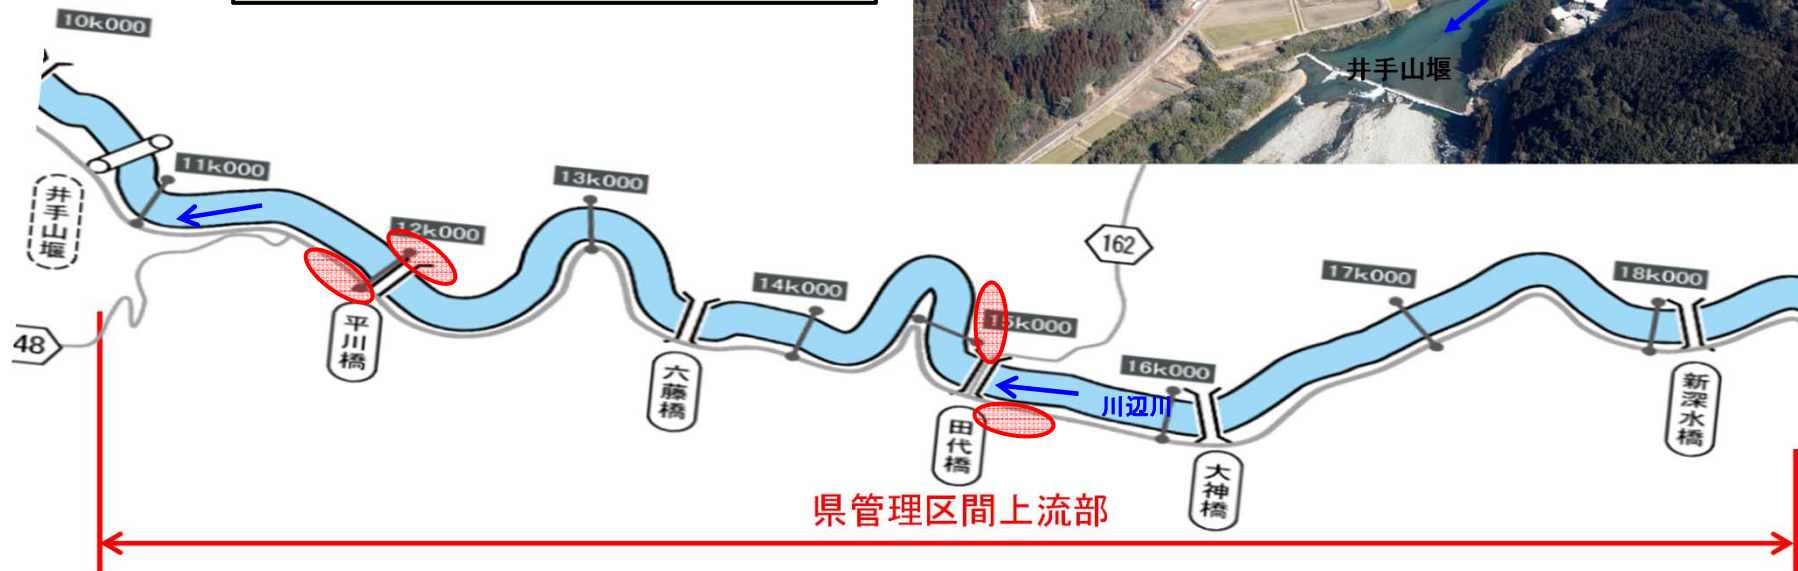 10k000
井手山堰
11k000
12k000
13k000
162
14k000
15k000
17k000
18k000
16k000
井手山堰
48
平川橋
六藤橋
川辺川
田代橋
新深水橋
大神橋
県管理区間上流部